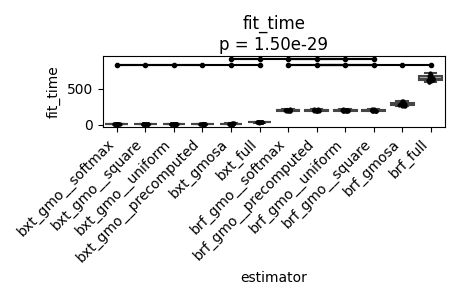 fit_time
p = 1.50e-29
fit_time
500
0
bxt_gmo__softmax
bxt_gmo__square
bxt_gmo__uniform
bxt_gmo__precomputed
bxt_gmosa
bxt_full
brf_gmo__softmax
brf_gmo__precomputed
brf_gmo__uniform
brf_gmo__square
brf_gmosa
brf_full
estimator